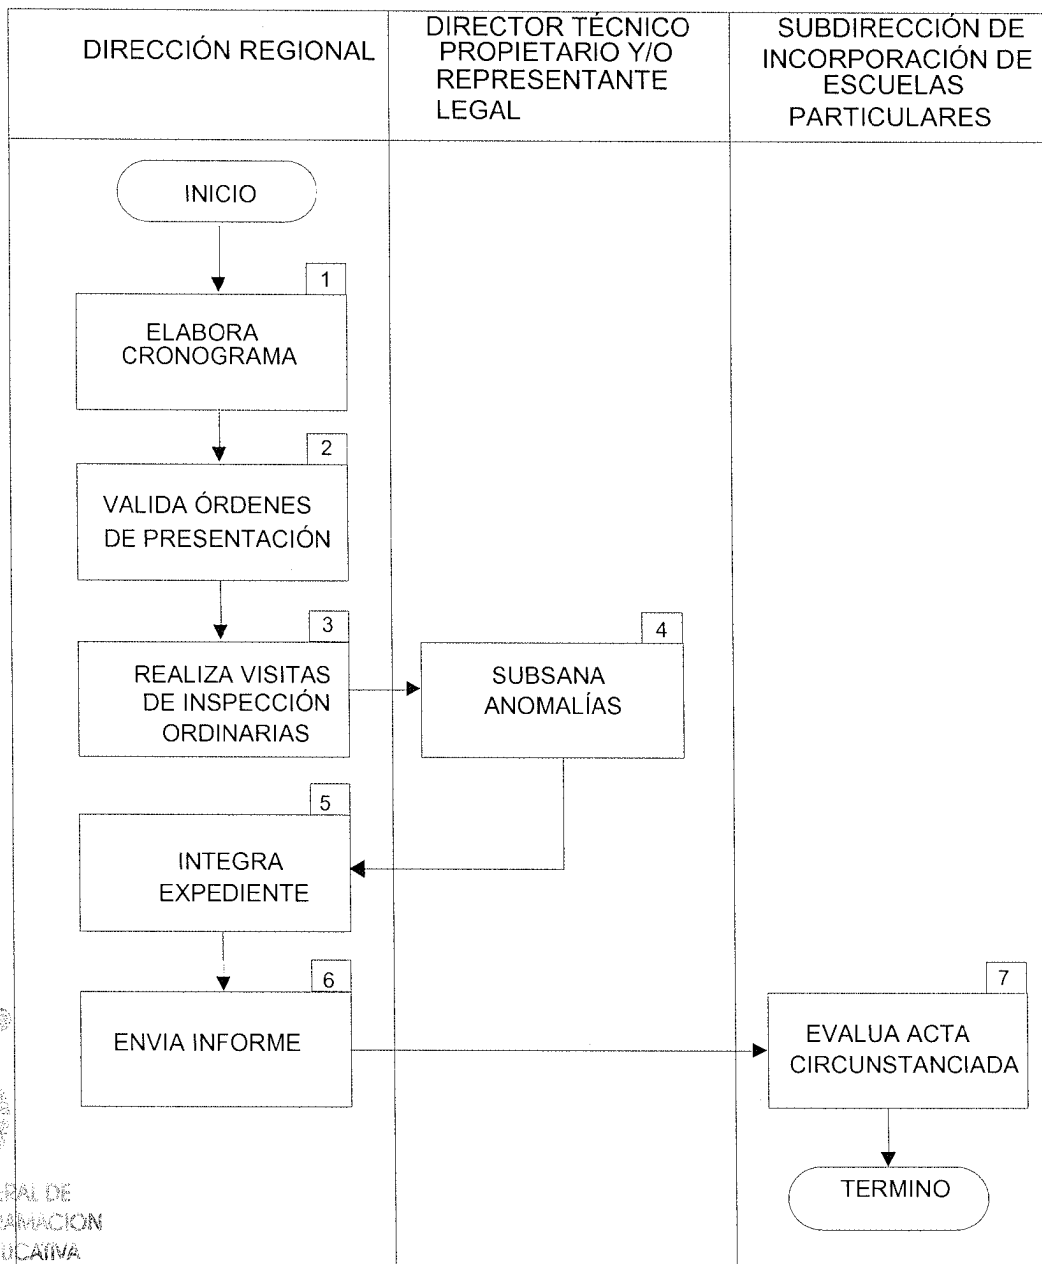 DIRECCIÓN REGIONAL
DIRECTOR TÉCNICO
PROPIETARIO Y/O
REPRESENTANTE
LEGAL
SUBDIRECCIÓN DE
INCORPORACIÓN DE
ESCUELAS
PARTICULARES
INICIO
1
ELABORA
CRONOGRAMA
2
VALIDA ÓRDENES
DE PRESENTACIÓN
3
REALIZA VISITAS
DE INSPECCIÓN
ORDINARIAS
4
SUBSANA
ANOMALÍAS
5
INTEGRA
EXPEDIENTE
6
ENVIA INFORME
7
EVALUA ACTA
CIRCUNSTANCIADA
TERMINO
DE